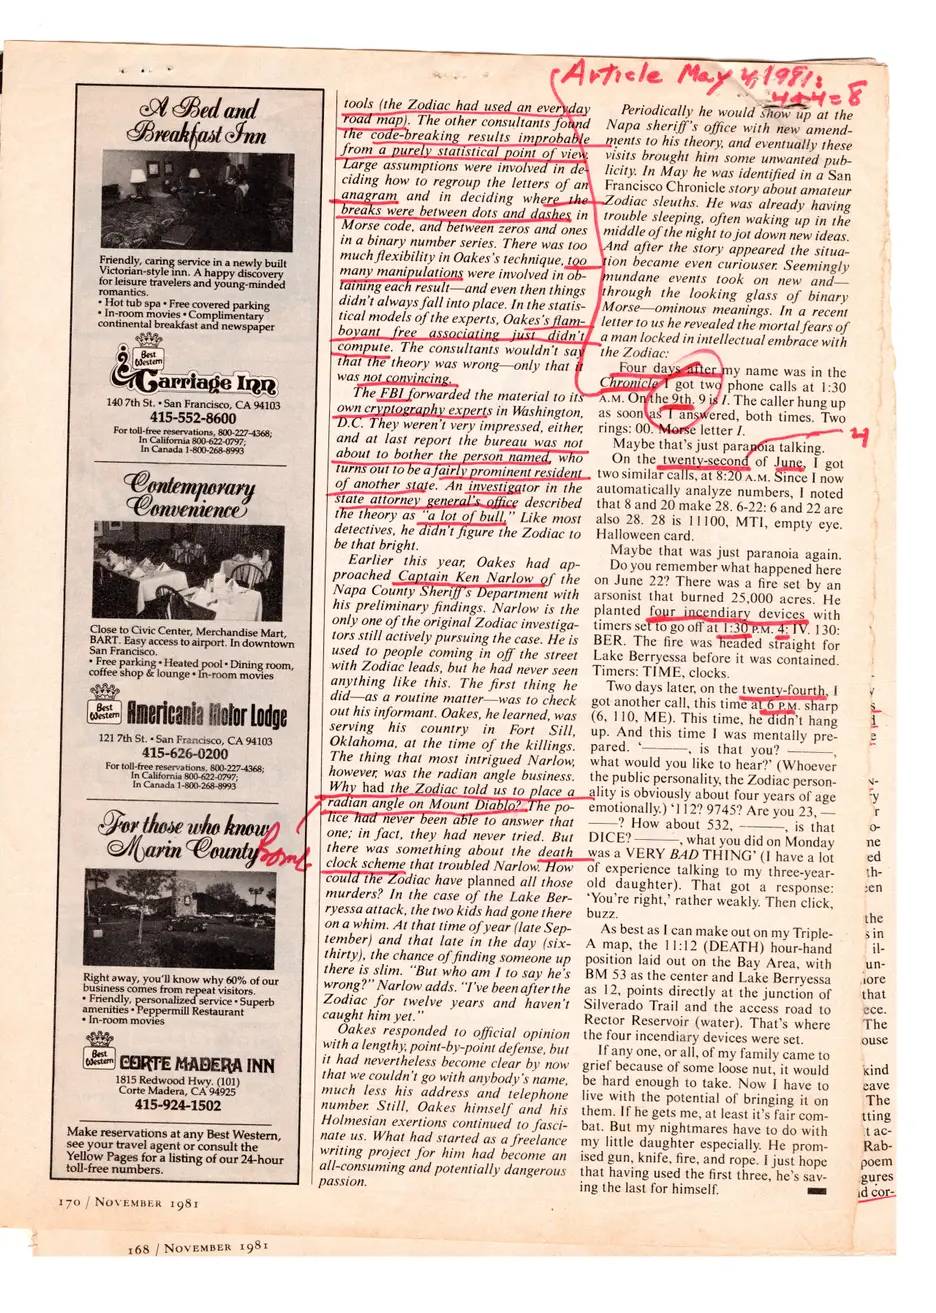 Article May 4, 1981:
4+4=8
A Bed and
Breakfast Inn
Friendly, caring service in a newly built
Victorian-style inn. A happy discovery
for leisure travelers and young-minded
romantics.
• Hot tub spa • Free covered parking
• In-room movies • Complimentary
continental breakfast and newspaper
Best
Western
Carriage Inn
140 7th St. • San Francisco, CA 94103
415-552-8600
For toll-free reservations, 800-227-4368;
In California 800-622-0797;
In Canada 1-800-268-8993
Contemporary
Convenience
Close to Civic Center, Merchandise Mart,
BART. Easy access to airport. In downtown
San Francisco.
• Free parking • Heated pool • Dining room,
coffee shop & lounge • In-room movies
Best
Western
Americania Motor Lodge
121 7th St. • San Francisco, CA 94103
415-626-0200
For toll-free reservations, 800-227-4368;
In California 800-622-0797;
In Canada 1-800-268-8993
For those who know
Marin County
Right away, you'll know why 60% of our
business comes from repeat visitors.
• Friendly, personalized service • Superb
amenities • Peppermill Restaurant
• In-room movies
Best
Western
CORTE MADERA INN
1815 Redwood Hwy. (101)
Corte Madera, CA 94925
415-924-1502
Make reservations at any Best Western,
see your travel agent or consult the
Yellow Pages for a listing of our 24-hour
toll-free numbers.
170 / NOVEMBER 1981
168 / NOVEMBER 1981
tools (the Zodiac had used an everyday
road map). The other consultants found
the code-breaking results improbable
from a purely statistical point of view.
Large assumptions were involved in de-
ciding how to regroup the letters of an
anagram and in deciding where the
breaks were between dots and dashes in
Morse code, and between zeros and ones
in a binary number series. There was too
much flexibility in Oakes's technique, too
many manipulations were involved in ob-
taining each result—and even then things
didn't always fall into place. In the statis-
tical models of the experts, Oakes's flam-
boyant free associating just didn't
compute. The consultants wouldn't say
that the theory was wrong—only that it
was not convincing.
The FBI forwarded the material to its
own cryptography experts in Washington,
D.C. They weren't very impressed, either,
and at last report the bureau was not
about to bother the person named, who
turns out to be a fairly prominent resident
of another state. An investigator in the
state attorney general's office described
the theory as "a lot of bull." Like most
detectives, he didn't figure the Zodiac to
be that bright.
Earlier this year, Oakes had ap-
proached Captain Ken Narlow of the
Napa County Sheriff's Department with
his preliminary findings. Narlow is the
only one of the original Zodiac investiga-
tors still actively pursuing the case. He is
used to people coming in off the street
with Zodiac leads, but he had never seen
anything like this. The first thing he
did—as a routine matter—was to check
out his informant. Oakes, he learned, was
serving his country in Fort Sill,
Oklahoma, at the time of the killings.
The thing that most intrigued Narlow,
however, was the radian angle business.
Why had the Zodiac told us to place a
radian angle on Mount Diablo? The po-
lice had never been able to answer that
one; in fact, they had never tried. But
there was something about the death
clock scheme that troubled Narlow. How
could the Zodiac have planned all those
murders? In the case of the Lake Ber-
ryessa attack, the two kids had gone there
on a whim. At that time of year (late Sep-
tember) and that late in the day (six-
thirty), the chance of finding someone up
there is slim. "But who am I to say he's
wrong?" Narlow adds. "I've been after the
Zodiac for twelve years and haven't
caught him yet."
Oakes responded to official opinion
with a lengthy, point-by-point defense, but
it had nevertheless become clear by now
that we couldn't go with anybody's name,
much less his address and telephone
number. Still, Oakes himself and his
Holmesian exertions continued to fasci-
nate us. What had started as a freelance
writing project for him had become an
all-consuming and potentially dangerous
passion.
Bomb
Periodically he would show up at the
Napa sheriff's office with new amend-
ments to his theory, and eventually these
visits brought him some unwanted pub-
licity. In May he was identified in a San
Francisco Chronicle story about amateur
Zodiac sleuths. He was already having
trouble sleeping, often waking up in the
middle of the night to jot down new ideas.
And after the story appeared the situa-
tion became even curiouser. Seemingly
mundane events took on new and—
through the looking glass of binary
Morse—ominous meanings. In a recent
letter to us he revealed the mortal fears of
a man locked in intellectual embrace with
the Zodiac:
Four days after my name was in the
Chronicle I got two phone calls at 1:30
A.M. On the 9th. 9 is I. The caller hung up
as soon as I answered, both times. Two
rings: 00. Morse letter I.
Maybe that's just paranoia talking.
4
On the twenty-second of June, I got
two similar calls, at 8:20 A.M. Since I now
automatically analyze numbers, I noted
that 8 and 20 make 28. 6-22: 6 and 22 are
also 28. 28 is 11100, MTI, empty eye.
Halloween card.
Maybe that was just paranoia again.
Do you remember what happened here
on June 22? There was a fire set by an
arsonist that burned 25,000 acres. He
planted four incendiary devices with
timers set to go off at 1:30 P.M. 4: IV. 130:
BER. The fire was headed straight for
Lake Berryessa before it was contained.
Timers: TIME, clocks.
Two days later, on the twenty-fourth, I
got another call, this time at 6 P.M. sharp
(6, 110, ME). This time, he didn't hang
up. And this time I was mentally pre-
pared. '———, is that you? ———,
what would you like to hear?' (Whoever
the public personality, the Zodiac person-
ality is obviously about four years of age
emotionally.) '112? 9745? Are you 23, —
——? How about 532, ———, is that
DICE? ———, what you did on Monday
was a VERY BAD THING' (I have a lot
of experience talking to my three-year-
old daughter). That got a response:
'You're right,' rather weakly. Then click,
buzz.
As best as I can make out on my Triple-
A map, the 11:12 (DEATH) hour-hand
position laid out on the Bay Area, with
BM 53 as the center and Lake Berryessa
as 12, points directly at the junction of
Silverado Trail and the access road to
Rector Reservoir (water). That's where
the four incendiary devices were set.
If any one, or all, of my family came to
grief because of some loose nut, it would
be hard enough to take. Now I have to
live with the potential of bringing it on
them. If he gets me, at least it's fair com-
bat. But my nightmares have to do with
my little daughter especially. He prom-
ised gun, knife, fire, and rope. I just hope
that having used the first three, he's sav-
ing the last for himself.